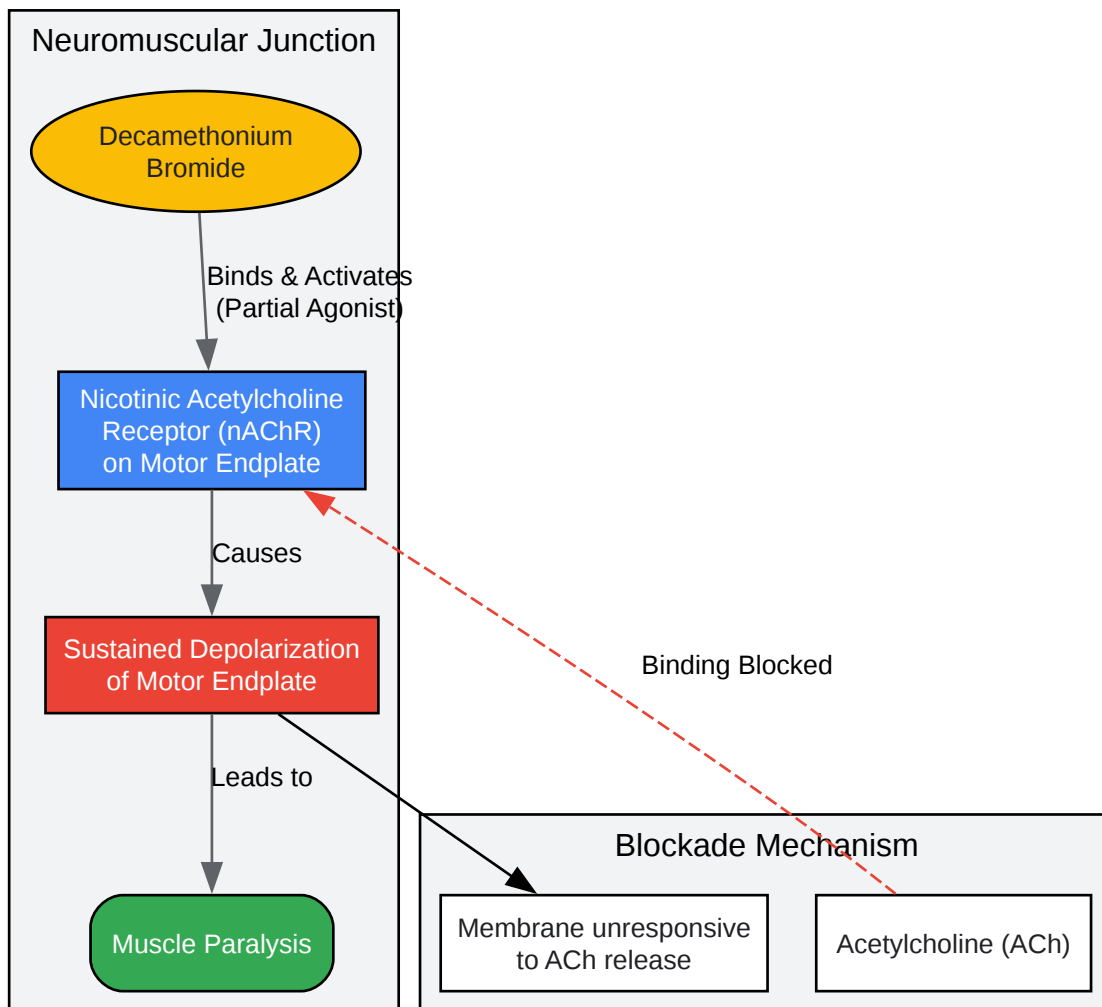 Neuromuscular Junction
Decamethonium
Bromide
Binds & Activates
(Partial Agonist)
Nicotinic Acetylcholine
Receptor (nAChR)
on Motor Endplate
Causes
Sustained Depolarization
of Motor Endplate
Binding Blocked
Leads to
Blockade Mechanism
Muscle Paralysis
Membrane unresponsive
to ACh release
Acetylcholine (ACh)